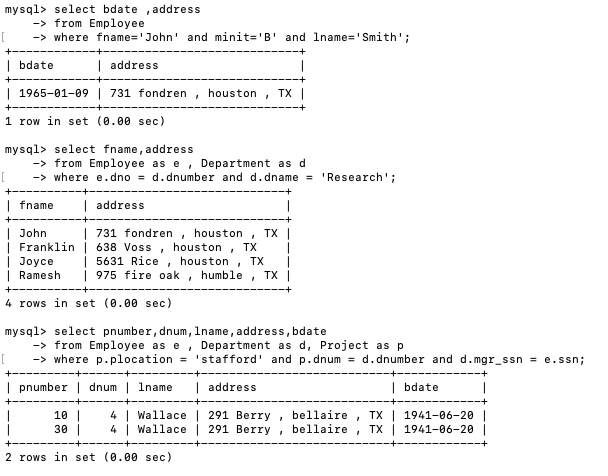 mysql> select bdate ,address
    -> from Employee
[    -> where fname='John' and minit='B' and lname='Smith';
+------------+-------------------------+
| bdate      | address                 |
+------------+-------------------------+
| 1965-01-09 | 731 fondren , houston , TX |
+------------+-------------------------+
1 row in set (0.00 sec)
mysql> select fname,address
    -> from Employee as e , Department as d
[    -> where e.dno = d.dnumber and d.dname = 'Research';
+----------+----------------------------+
| fname    | address                    |
+----------+----------------------------+
| John     | 731 fondren , houston , TX |
| Franklin | 638 Voss , houston , TX    |
| Joyce    | 5631 Rice , houston , TX   |
| Ramesh   | 975 fire oak , humble , TX |
+----------+----------------------------+
4 rows in set (0.00 sec)
mysql> select pnumber,dnum,lname,address,bdate
    -> from Employee as e , Department as d, Project as p
[    -> where p.plocation = 'stafford' and p.dnum = d.dnumber and d.mgr_ssn = e.ssn;
+---------+------+---------+---------------------------+------------+
| pnumber | dnum | lname   | address                   | bdate      |
+---------+------+---------+---------------------------+------------+
|      10 |    4 | Wallace | 291 Berry , bellaire , TX | 1941-06-20 |
|      30 |    4 | Wallace | 291 Berry , bellaire , TX | 1941-06-20 |
+---------+------+---------+---------------------------+------------+
2 rows in set (0.00 sec)